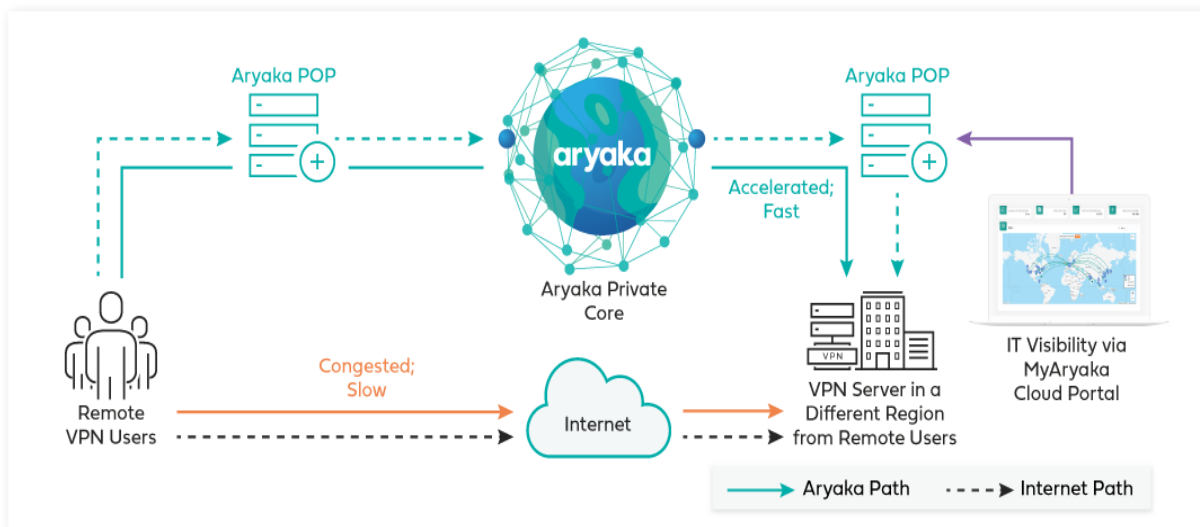 Aryaka POP
Aryaka POP
aryaka
Accelerated;
Fast
Aryaka Private
Core
Congested;
Slow
Internet
VPN
Remote
VPN Users
VPN Server in a
Different Region
from Remote Users
IT Visibility via
MyAryaka
Cloud Portal
Aryaka Path
Internet Path